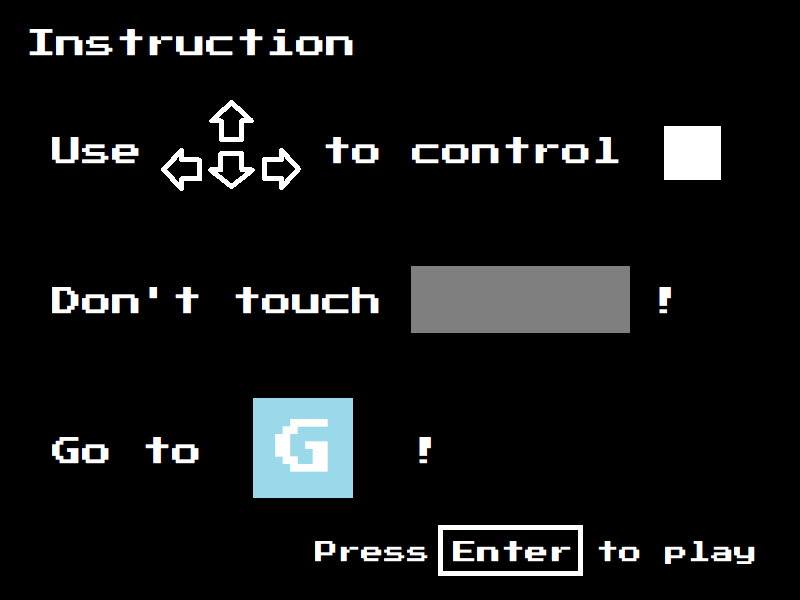 Instruction
Use to control
Don't touch !
Go to G !
Press Enter to play